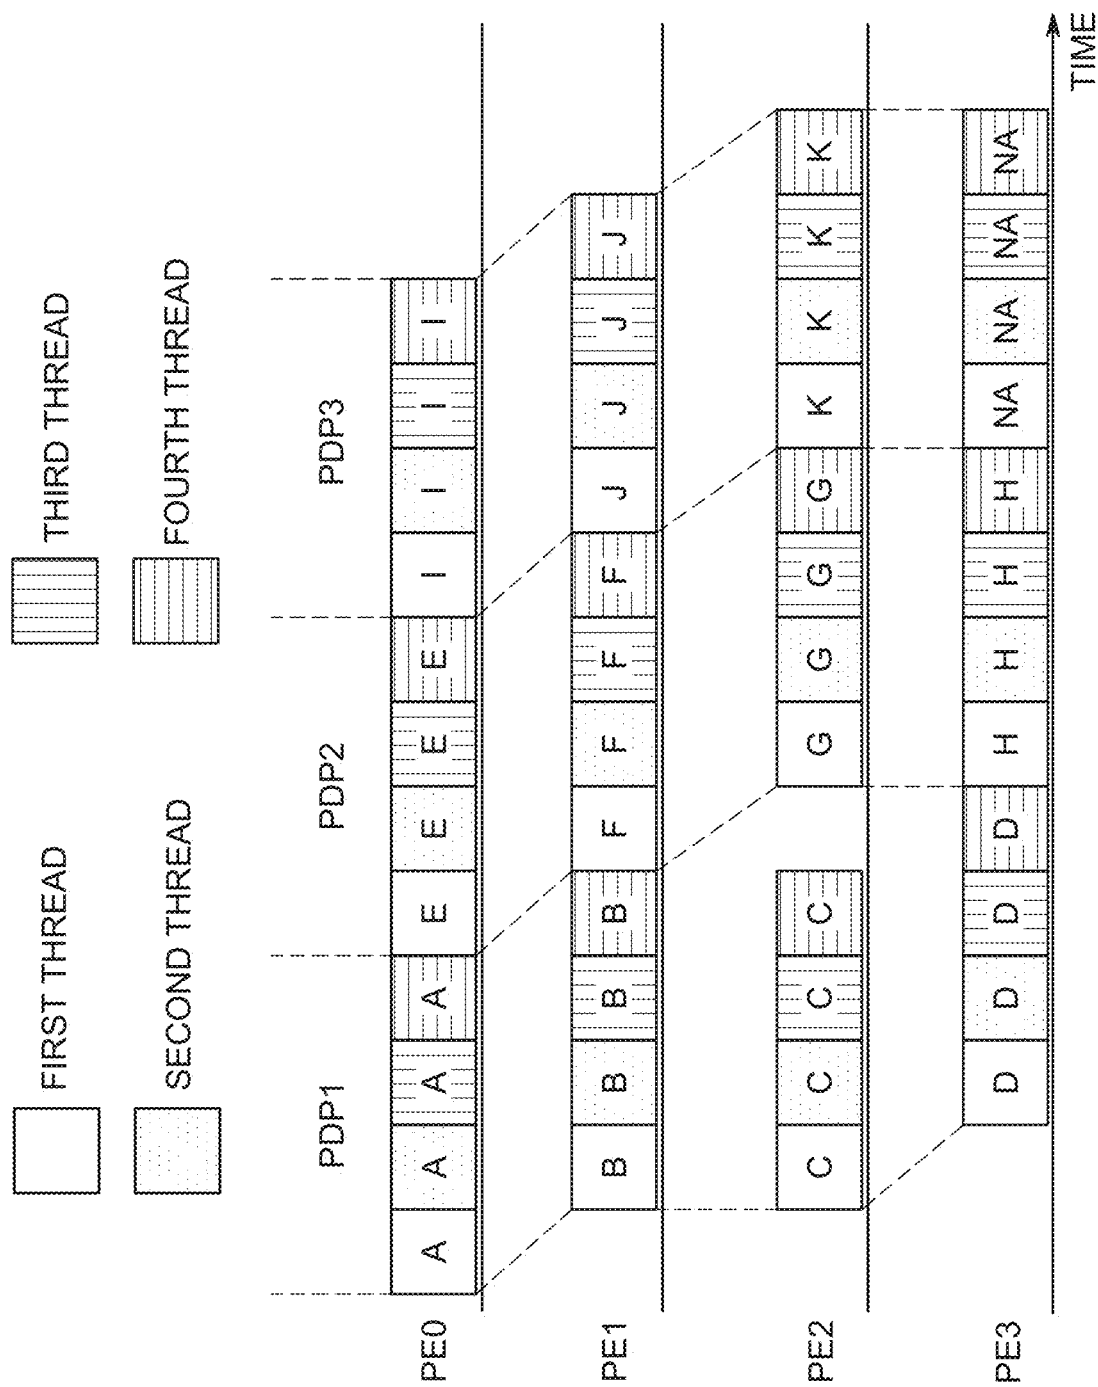 FIRST THREAD
THIRD THREAD
SECOND THREAD
FOURTH THREAD
PDP1 PDP2 PDP3
PE0 A A A A E E E E I I I I
PE1 B B B B F F F F J J J J
PE2 C C C C G G G G K K K K
PE3 D D D D H H H H NA NA NA NA
TIME